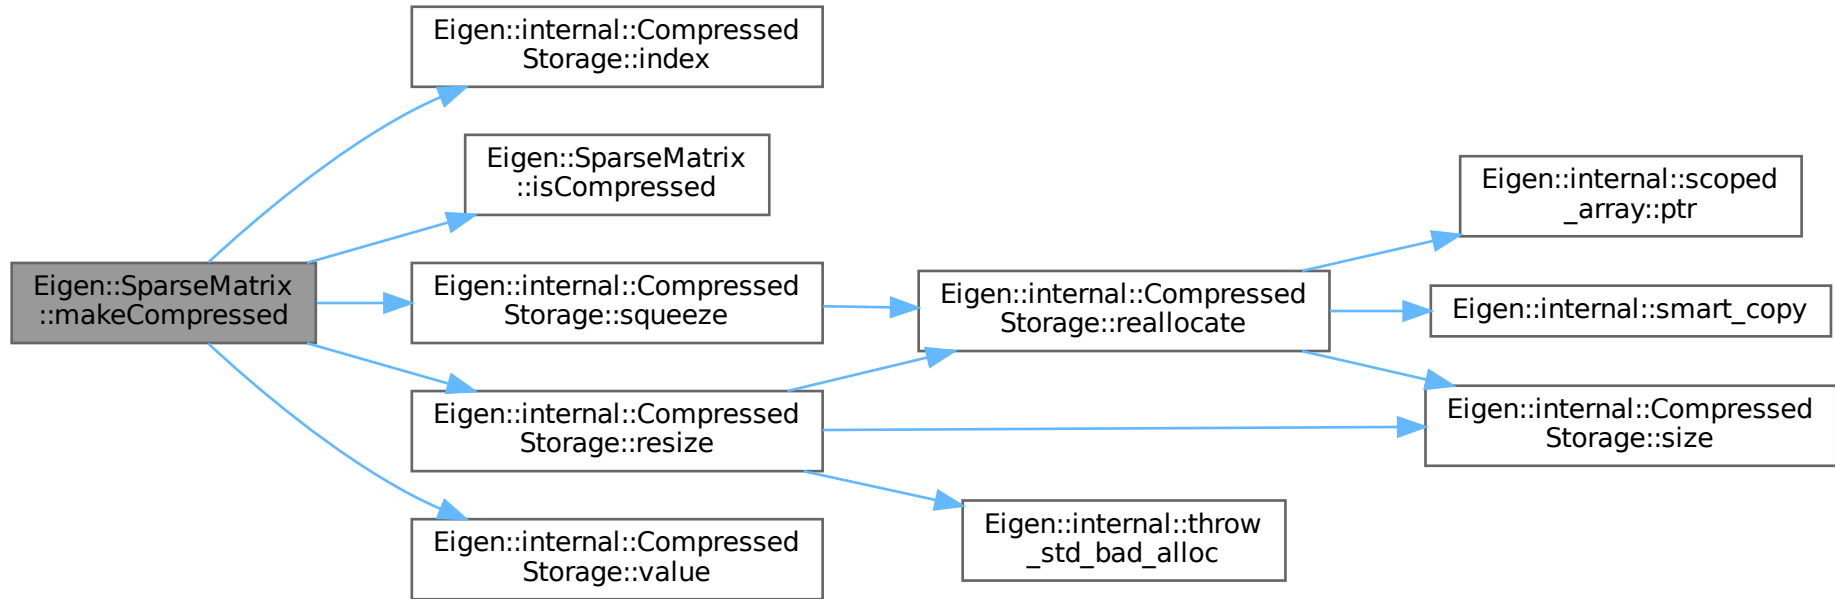 Eigen::internal::Compressed
Storage::index
Eigen::SparseMatrix
::isCompressed
Eigen::SparseMatrix
::makeCompressed
Eigen::internal::Compressed
Storage::squeeze
Eigen::internal::Compressed
Storage::resize
Eigen::internal::Compressed
Storage::value
Eigen::internal::Compressed
Storage::reallocate
Eigen::internal::throw
_std_bad_alloc
Eigen::internal::scoped
_array::ptr
Eigen::internal::smart_copy
Eigen::internal::Compressed
Storage::size